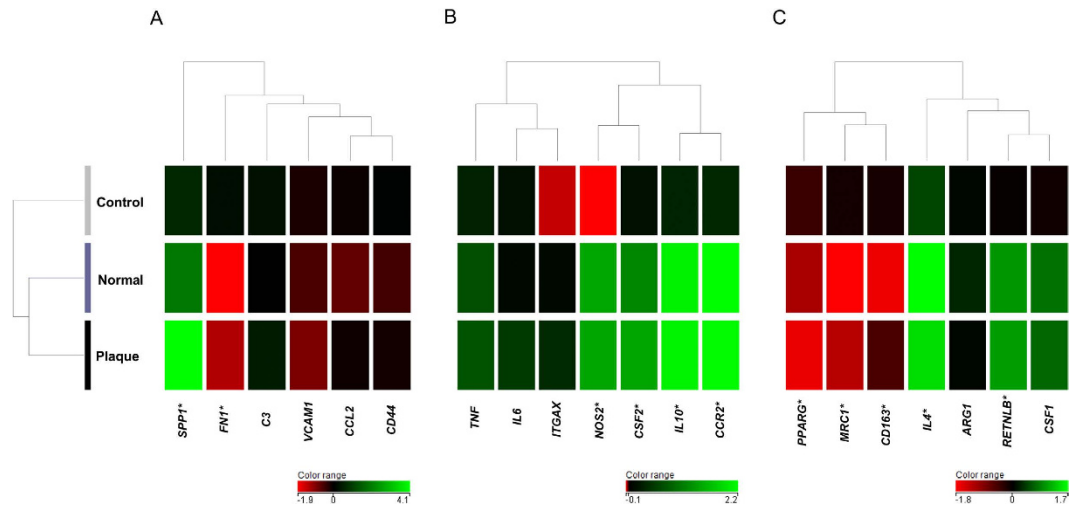 A B C
Control
Normal
Plaque
SPP1* FN1* C3 VCAM1 CCL2 CD44 TNF IL6 ITGAX NOS2* CSF2* IL10* CCR2* PPARG* MRC1* CD163* IL4* ARG1 RETNLB* CSF1
Color range Color range Color range
-1.9 0 4.1 -0.1 2.2 -1.8 0 1.7